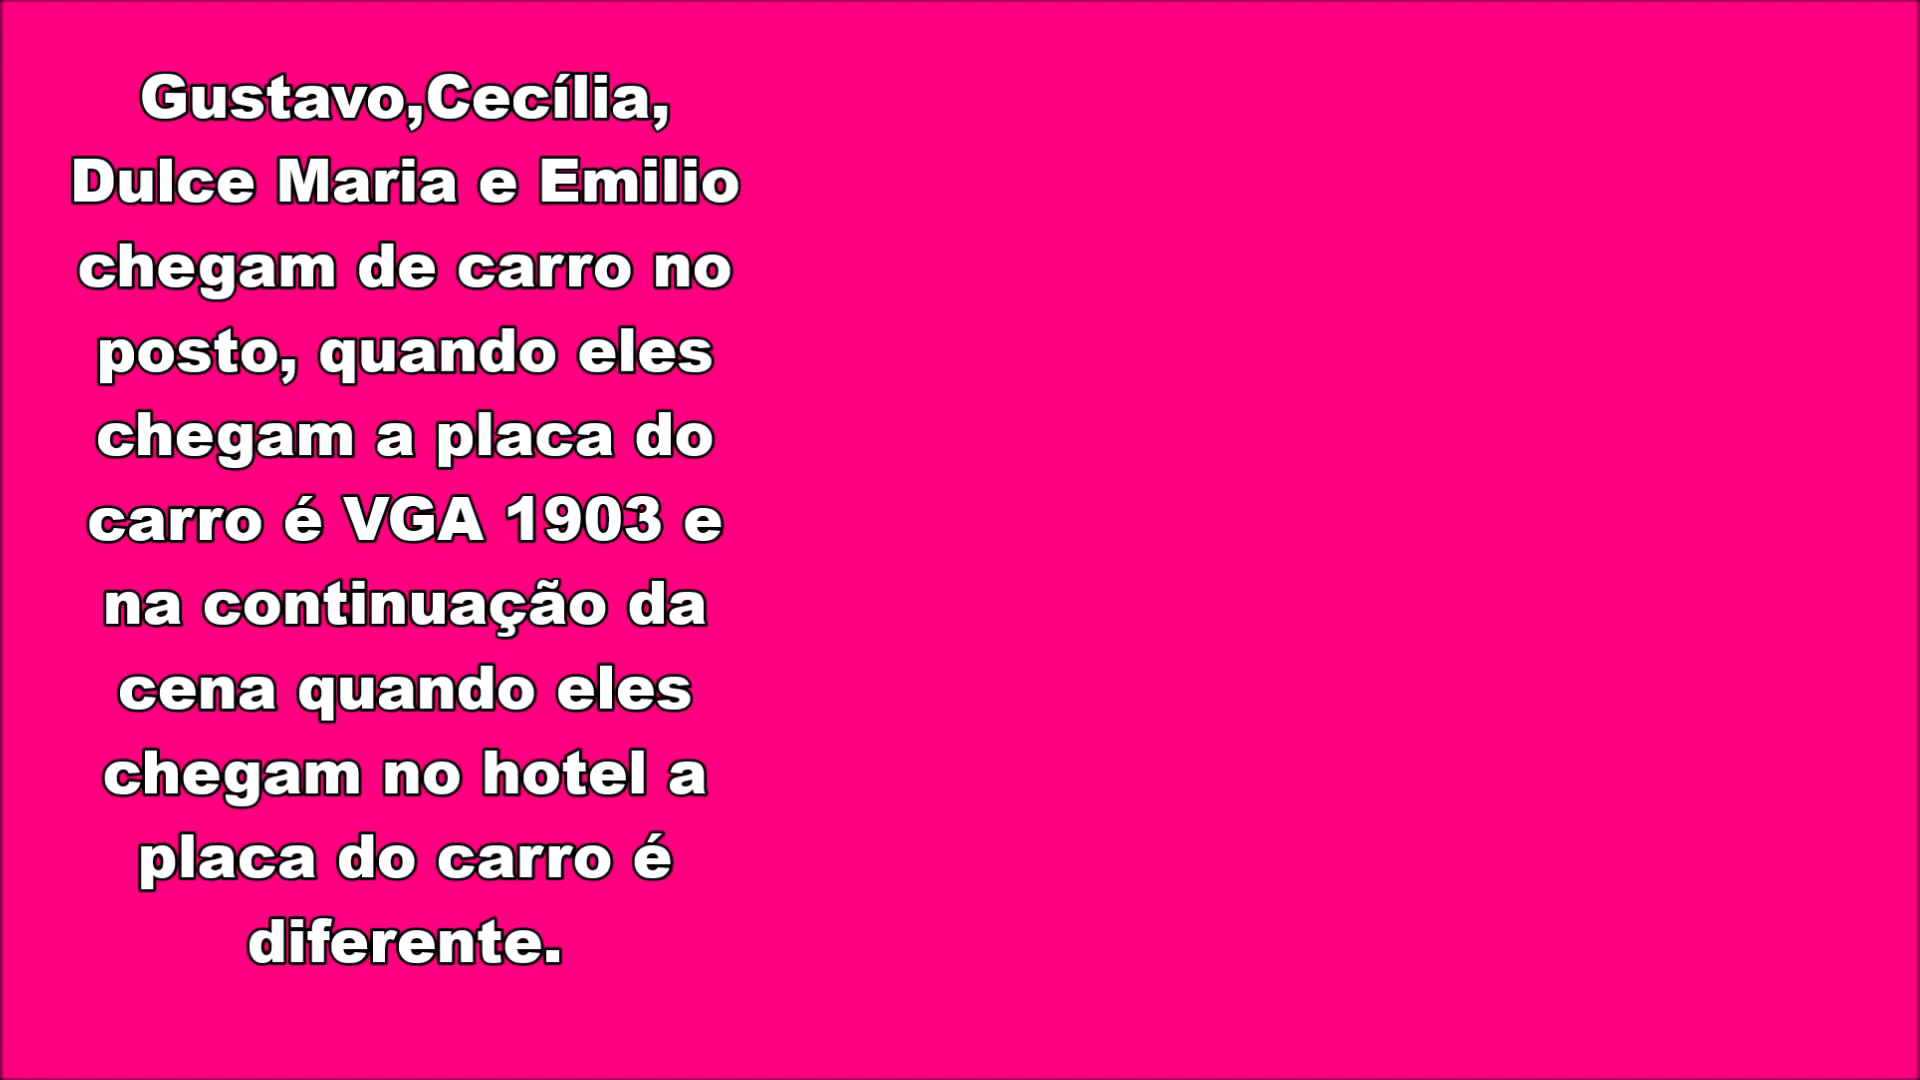 Gustavo,Cecília,
Dulce Maria e Emilio
chegam de carro no
posto, quando eles
chegam a placa do
carro é VGA 1903 e
na continuação da
cena quando eles
chegam no hotel a
placa do carro é
diferente.